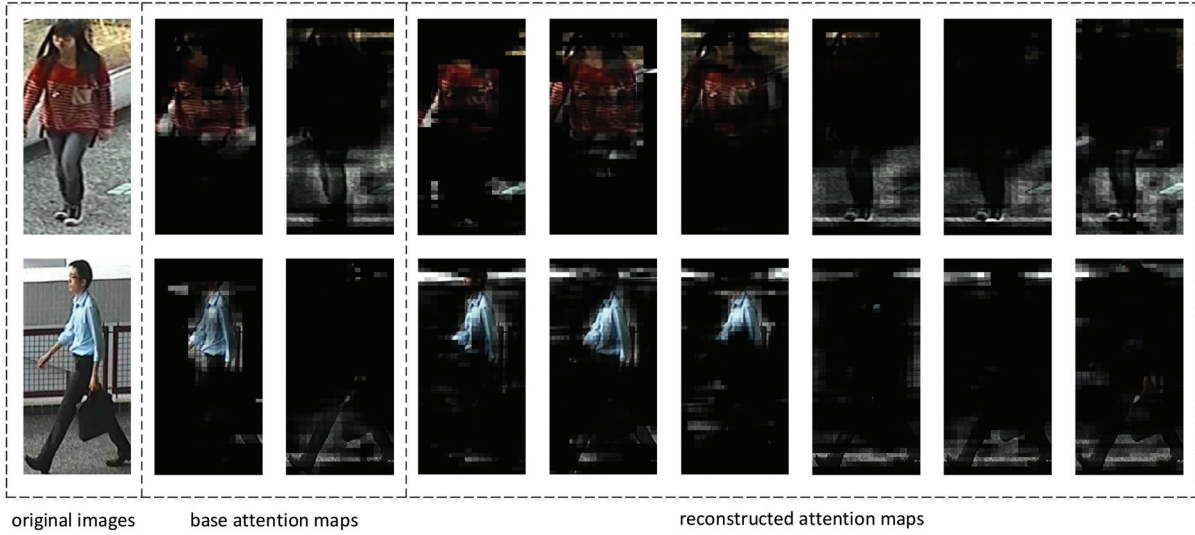 original images
base attention maps
reconstructed attention maps